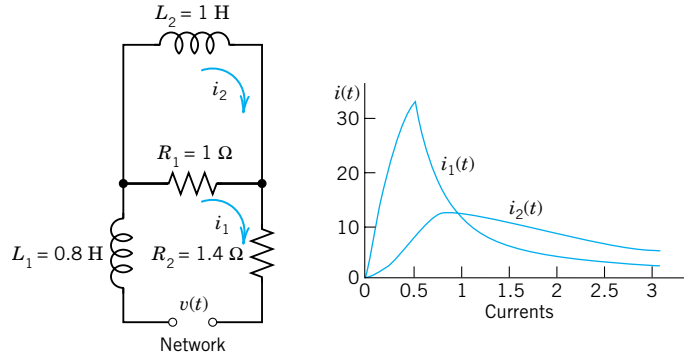 L₂ = 1 H
i₂
R₁ = 1 Ω
i₁
L₁ = 0.8 H
R₂ = 1.4 Ω
v(t)
Network
i(t)
30
20
10
0
i₁(t)
i₂(t)
0 0.5 1 1.5 2 2.5 3
Currents